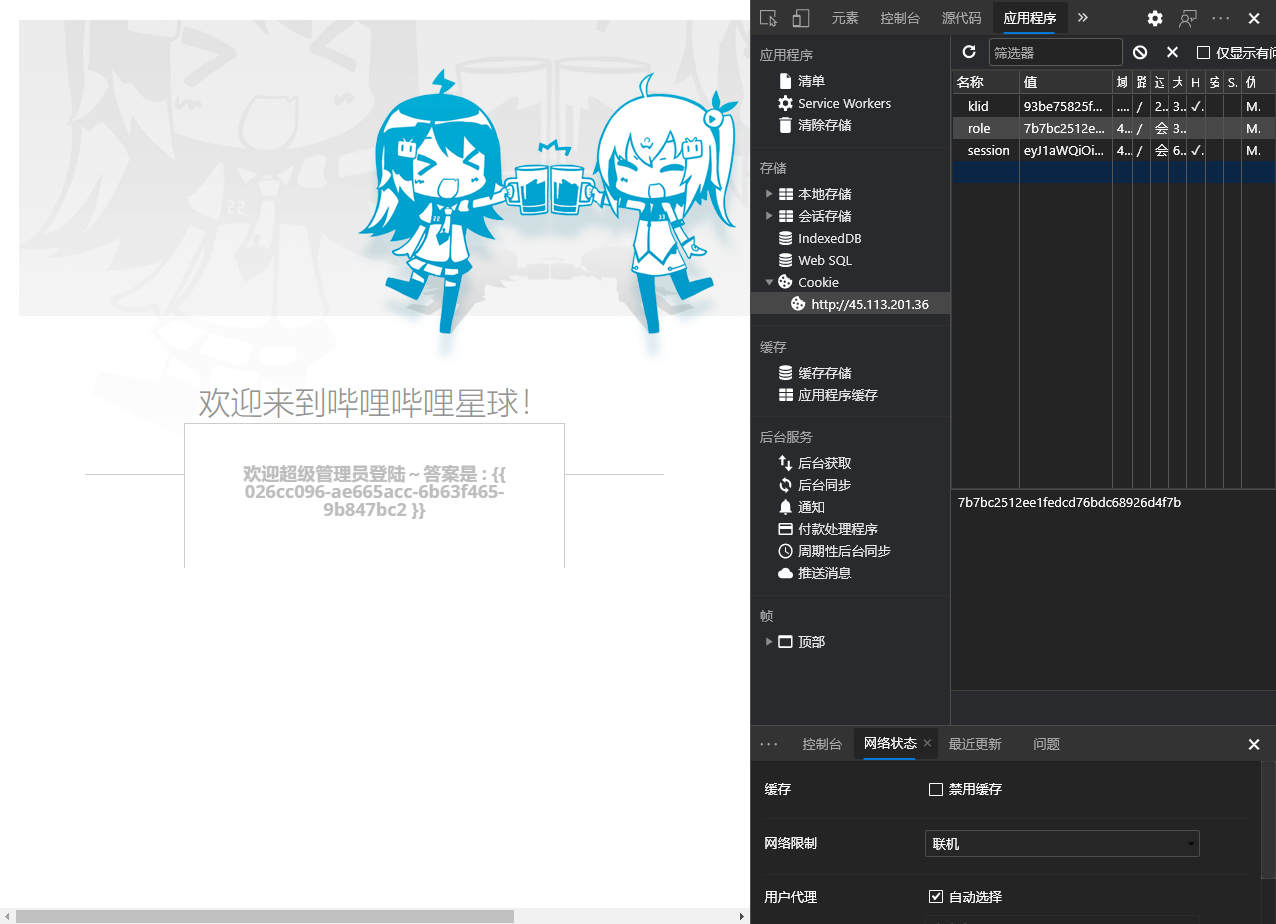 欢迎来到哔哩哔哩星球!
欢迎超级管理员登陆~答案是 : {{
026cc096-ae665acc-6b63f465-
9b847bc2 }}
元素 控制台 源代码 应用程序
应用程序
清单
Service Workers
清除存储
存储
本地存储
会话存储
IndexedDB
Web SQL
Cookie
http://45.113.201.36
缓存
缓存存储
应用程序缓存
后台服务
后台获取
后台同步
通知
付款处理程序
周期性后台同步
推送消息
帧
顶部
筛选器 仅显示有
名称 值 H S.
klid 93be75825f... .... / 2.. 3.. ✓. M.
role 7b7bc2512e... 4... / 会 3.. M.
session eyJ1aWQiOi... 4... / 会 6.. ✓. M.
7b7bc2512ee1fedcd76bdc68926d4f7b
控制台 网络状态 最近更新 问题
缓存 禁用缓存
网络限制 联机
用户代理 自动选择